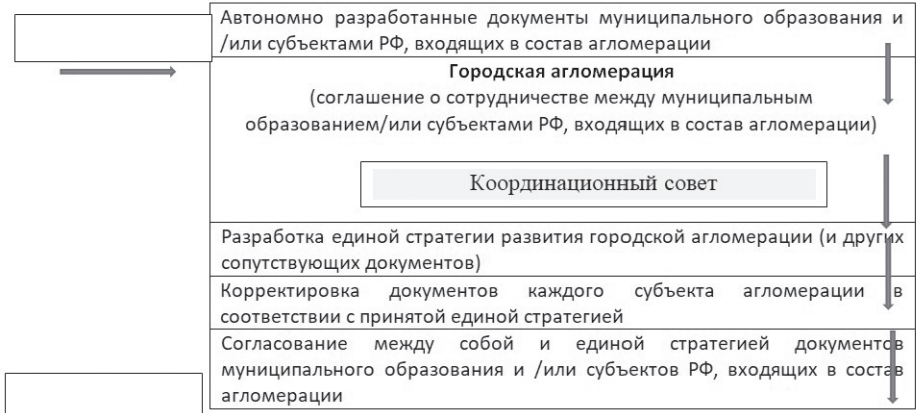 Автономно разработанные документы муниципального образования и
/или субъектами РФ, входящих в состав агломерации
Городская агломерация
(соглашение о сотрудничестве между муниципальным
образованием/или субъектами РФ, входящих в состав агломерации)
Координационный совет
Разработка единой стратегии развития городской агломерации (и других
сопутствующих документов)
Корректировка документов каждого субъекта агломерации в
соответствии с принятой единой стратегией
Согласование между собой и единой стратегией документов
муниципального образования и /или субъектов РФ, входящих в состав
агломерации